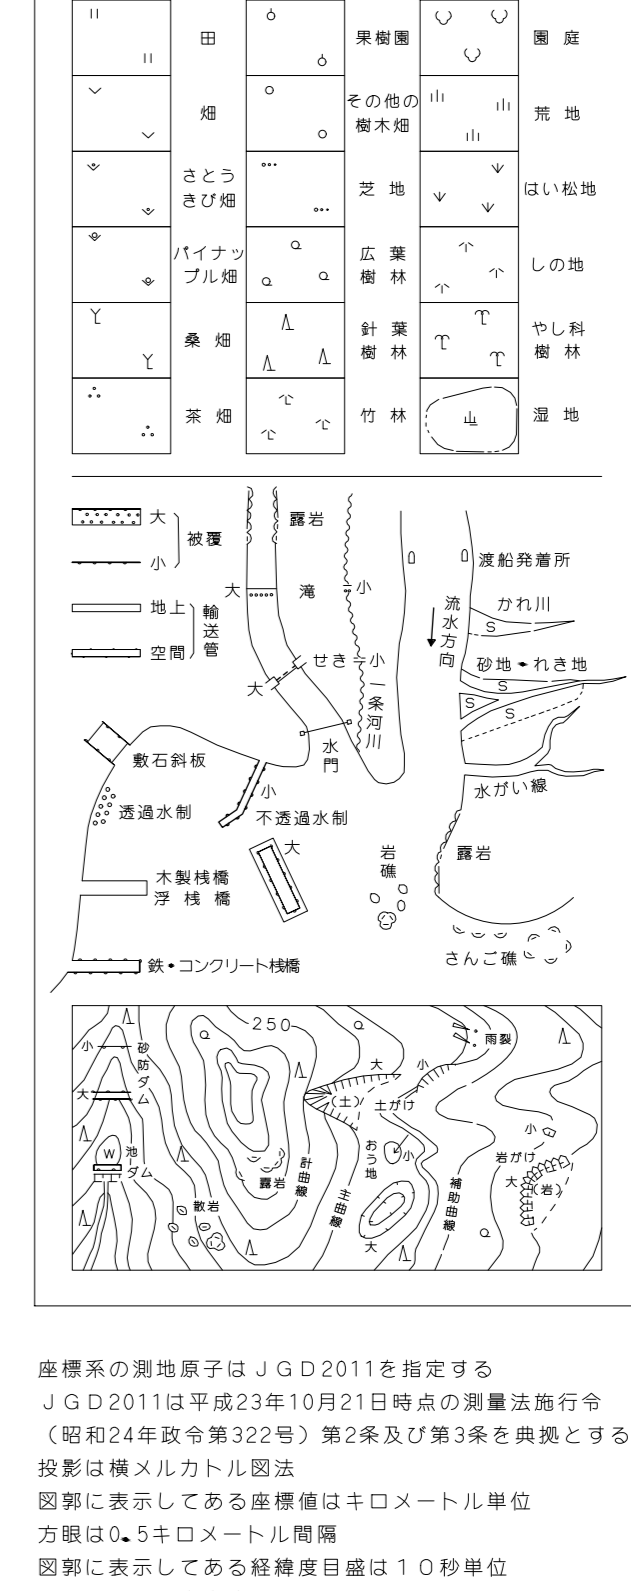 田
果樹園
園庭
畑
その他の
樹木畑
荒地
さとう
きび畑
芝地
はい松地
パイナッ
プル畑
広葉
樹林
しの地
桑畑
針葉
樹林
やし科
樹林
茶畑
竹林
湿地
大
小
被覆
地上
空間
輸送管
露岩
大
滝
小
せき
小
大
一条河川
水門
渡船発着所
流水方向
かれ川
S
砂地・れき地
S
S
S
水がい線
敷石斜板
透過水制
小
不透過水制
大
岩礁
露岩
木製桟橋
浮桟橋
さんご礁
鉄・コンクリート桟橋
250
小
砂防ダム
大
W
池
ダム
散岩
露岩
計曲線
主曲線
大
小
(土)
土がけ
おう地
小
大
補助曲線
雨裂
小
岩がけ
大
(岩)
座標系の測地原子はJGD2011を指定する
JGD2011は平成23年10月21日時点の測量法施行令
(昭和24年政令第322号)第2条及び第3条を典拠とする
投影は横メルカトル図法
図郭に表示してある座標値はキロメートル単位
方眼は0.5キロメートル間隔
図郭に表示してある経緯度目盛は10秒単位